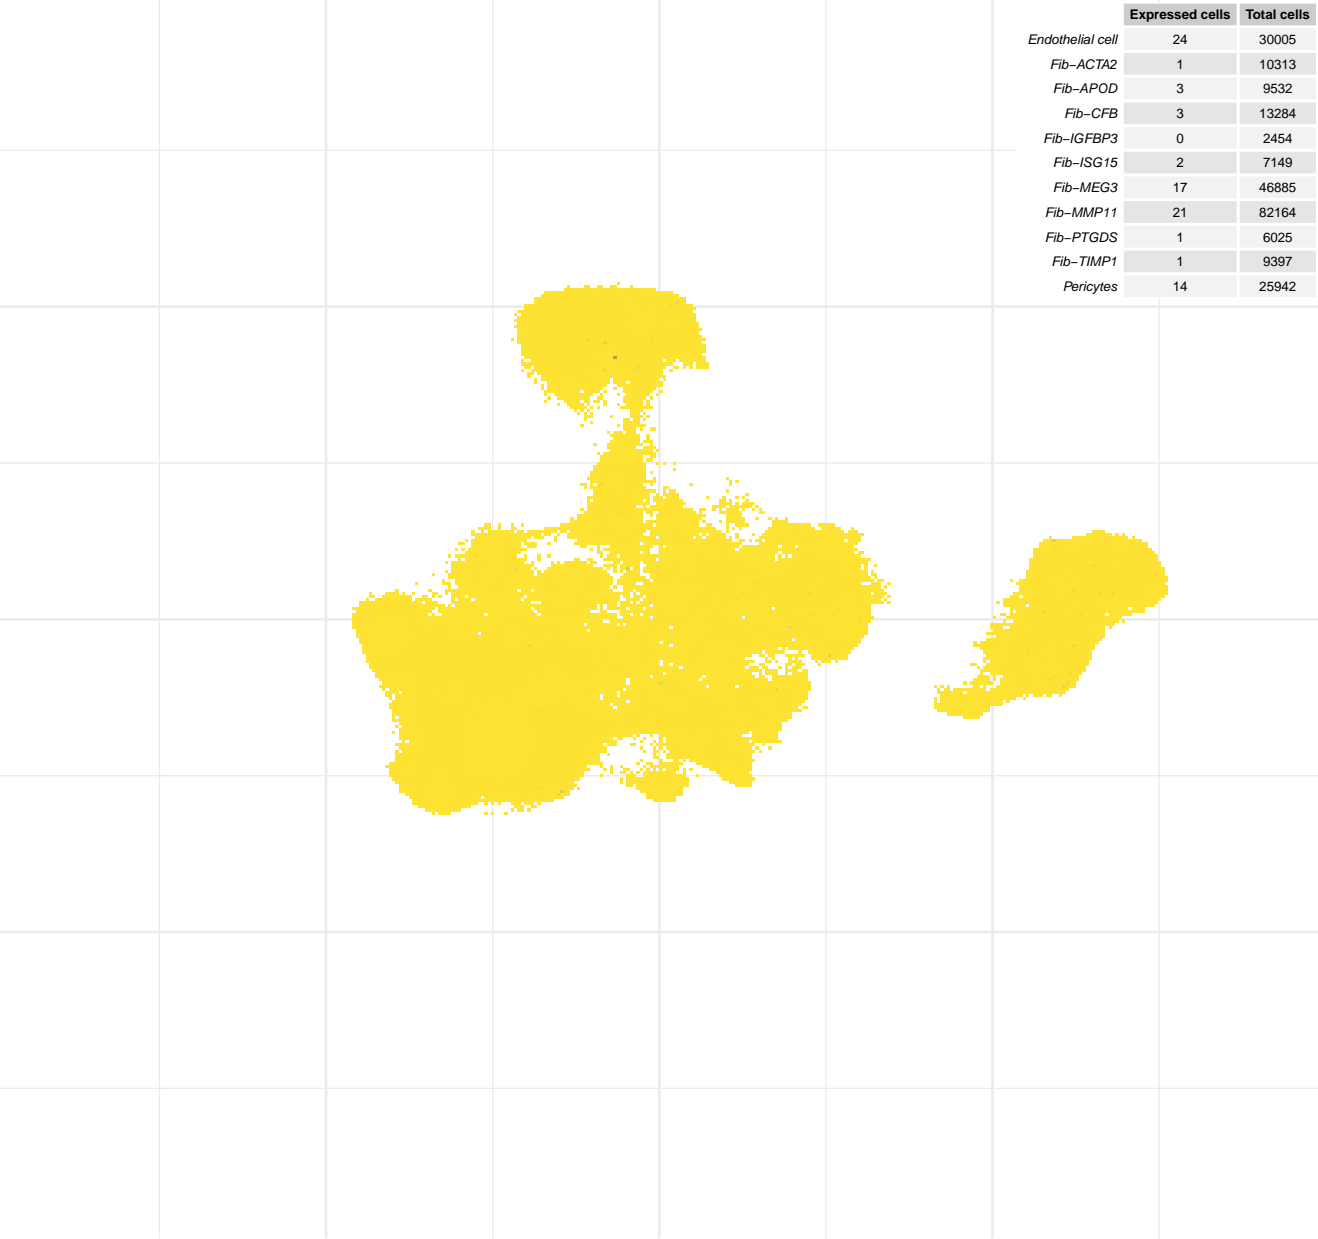 Expressed cells Total cells
Endothelial cell 24 30005
Fib−ACTA2 1 10313
Fib−APOD 3 9532
Fib−CFB 3 13284
Fib−IGFBP3 0 2454
Fib−ISG15 2 7149
Fib−MEG3 17 46885
Fib−MMP11 21 82164
Fib−PTGDS 1 6025
Fib−TIMP1 1 9397
Pericytes 14 25942